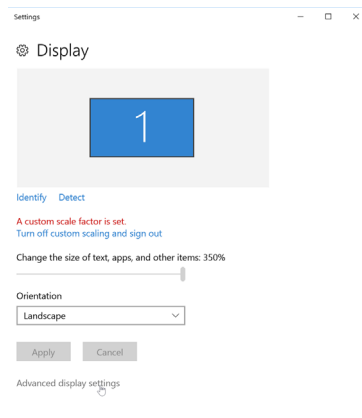 Settings
Display
1
Identify Detect
A custom scale factor is set.
Turn off custom scaling and sign out
Change the size of text, apps, and other items: 350%
Orientation
Landscape
Apply Cancel
Advanced display settings